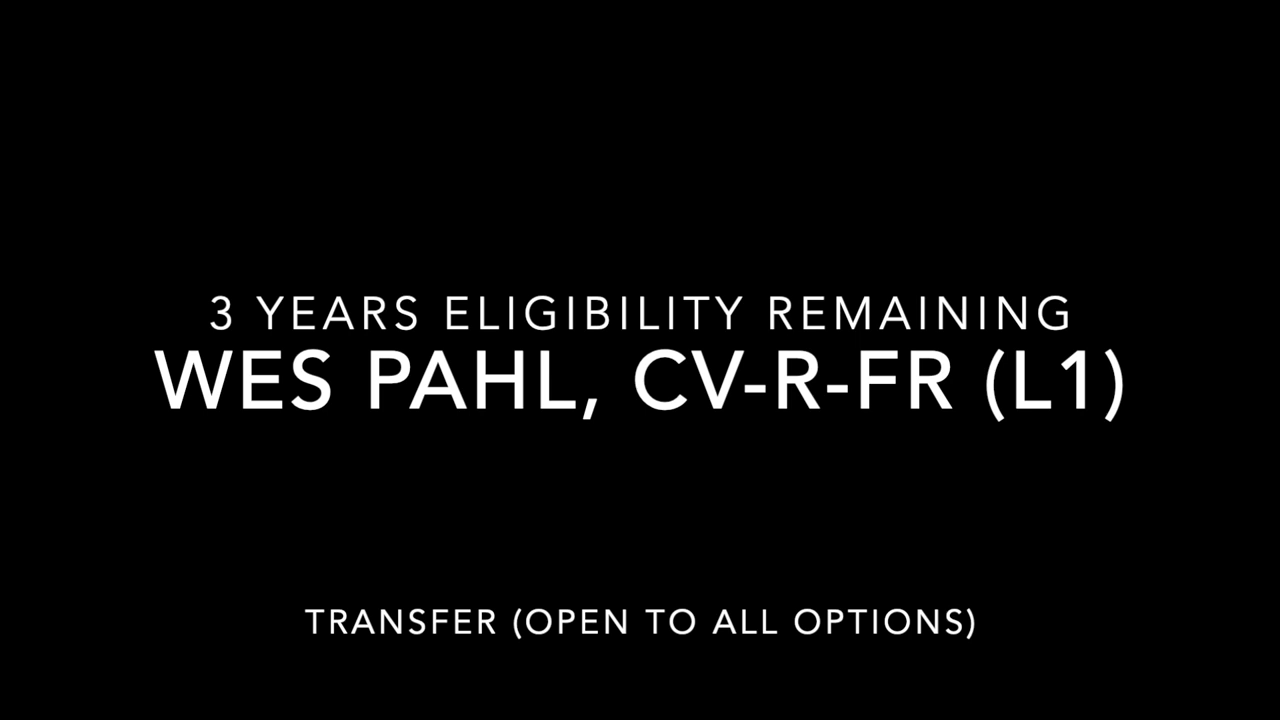 3 YEARS ELIGIBILITY REMAINING
WES PAHL, CV-R-FR (L1)
TRANSFER (OPEN TO ALL OPTIONS)